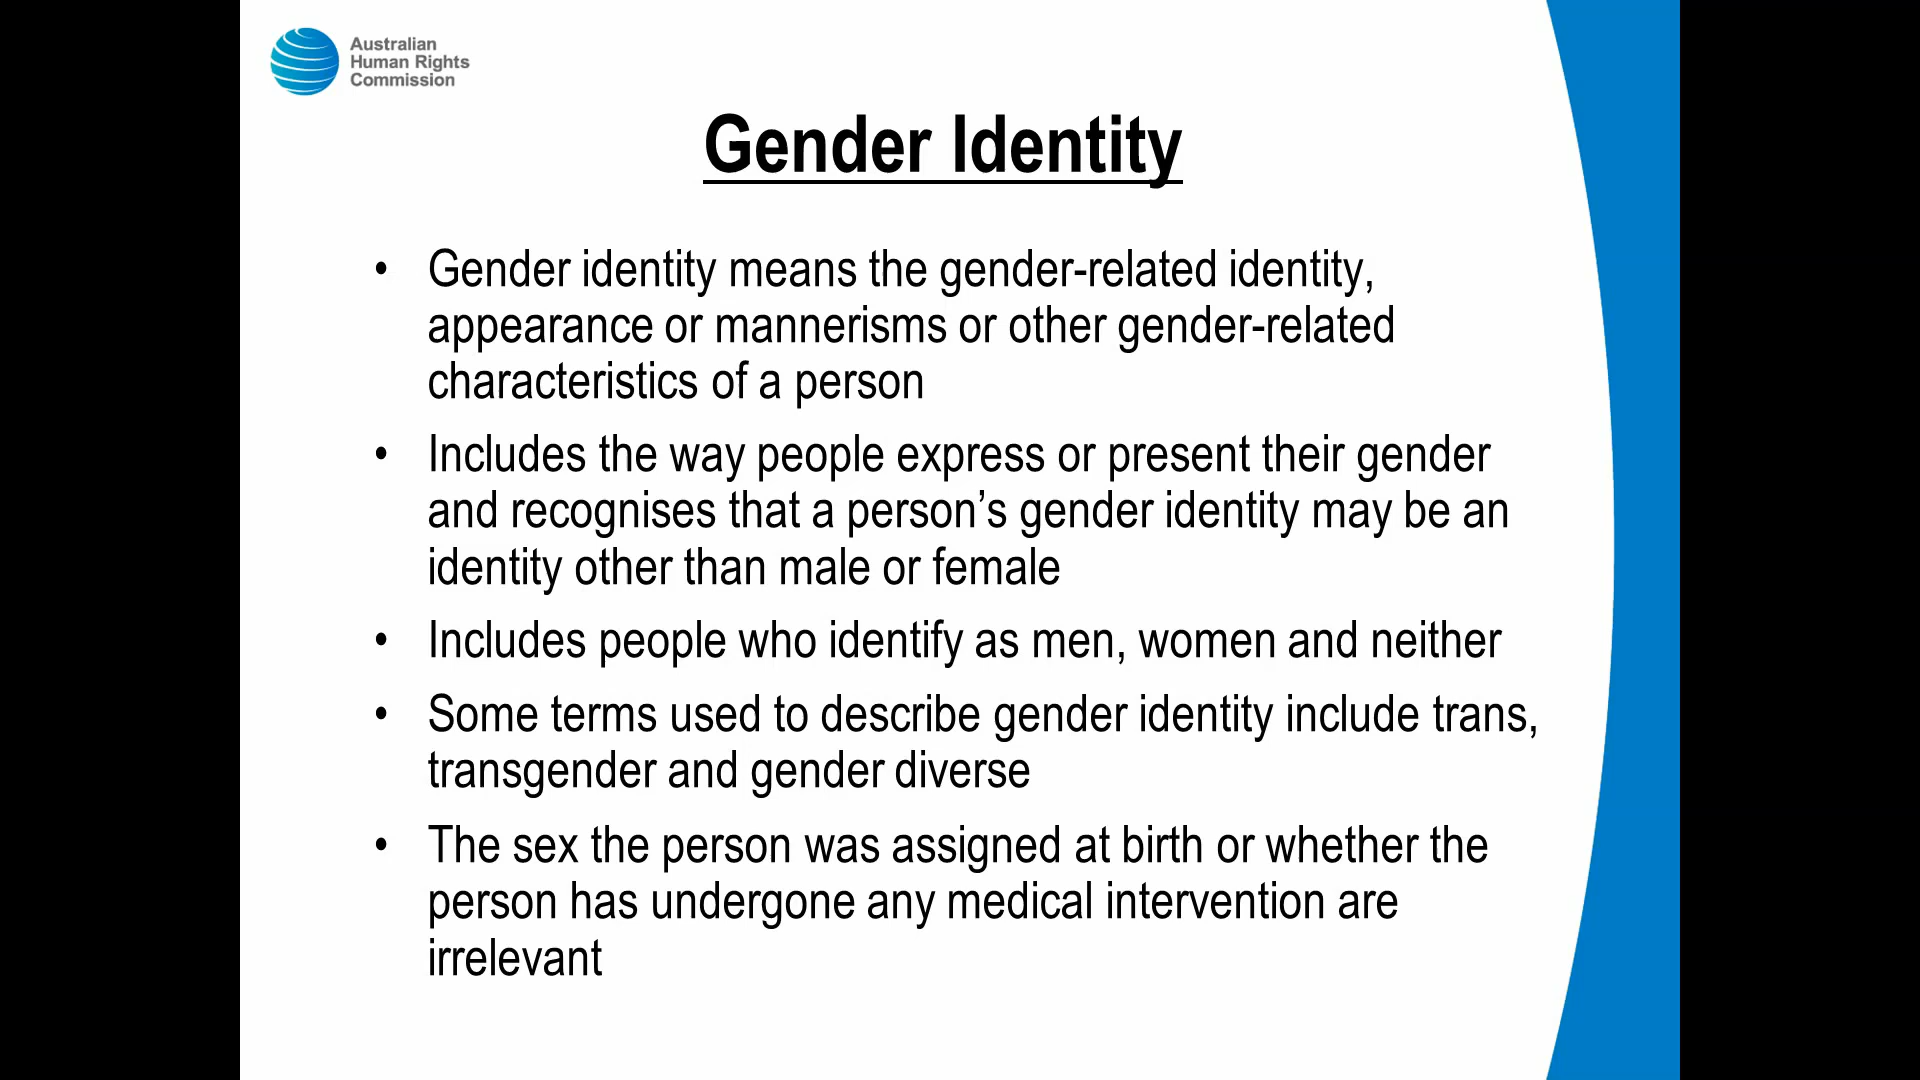 Australian
Human Rights
Commission
Gender Identity
• Gender identity means the gender-related identity,
appearance or mannerisms or other gender-related
characteristics of a person
• Includes the way people express or present their gender
and recognises that a person’s gender identity may be an
identity other than male or female
• Includes people who identify as men, women and neither
• Some terms used to describe gender identity include trans,
transgender and gender diverse
• The sex the person was assigned at birth or whether the
person has undergone any medical intervention are
irrelevant